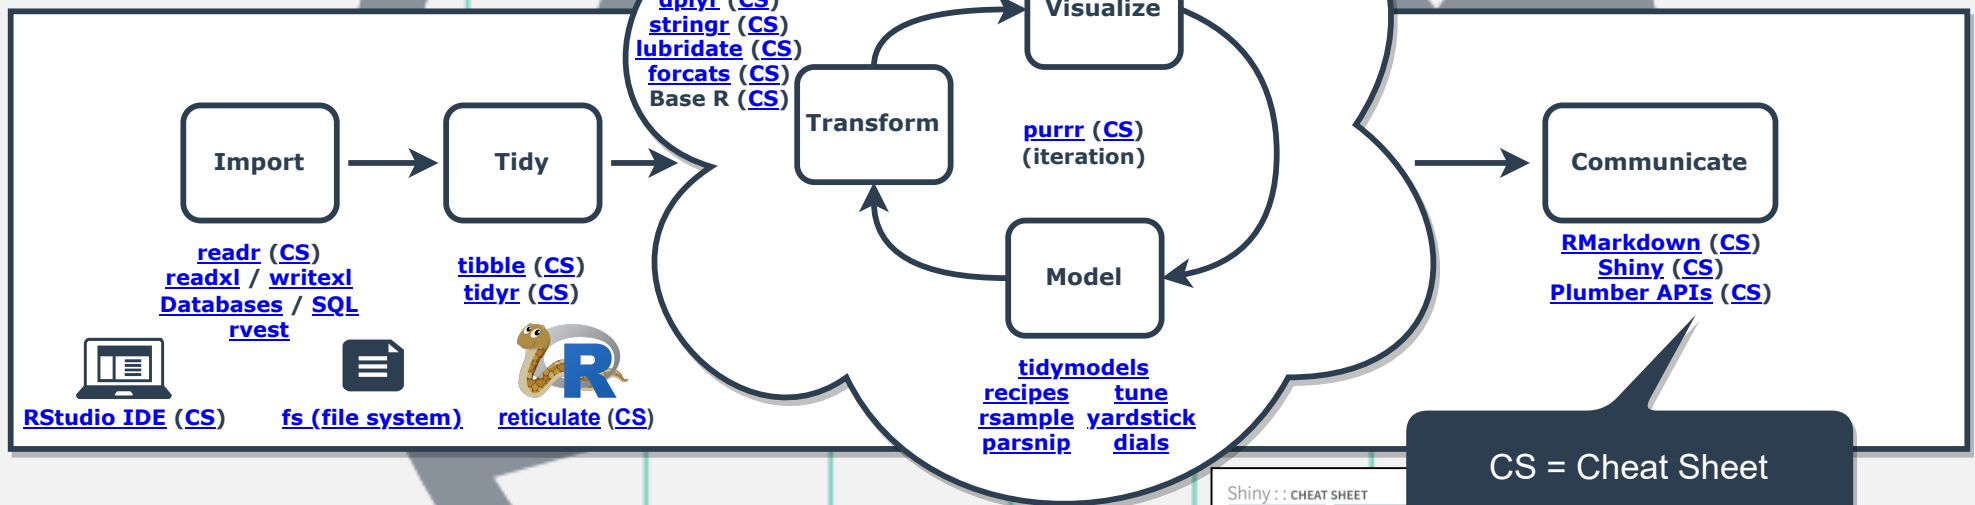 dplyr (CS)
stringr (CS)
lubridate (CS)
forcats (CS)
Base R (CS)
Visualize
Transform
purrr (CS)
(iteration)
Model
tidymodels
recipes tune
rsample yardstick
parsnip dials
Import
readr (CS)
readxl / writexl
Databases / SQL
rvest
Tidy
tibble (CS)
tidyr (CS)
RStudio IDE (CS)
fs (file system)
R
reticulate (CS)
Communicate
RMarkdown (CS)
Shiny (CS)
Plumber APIs (CS)
CS = Cheat Sheet
Shiny : : CHEAT SHEET